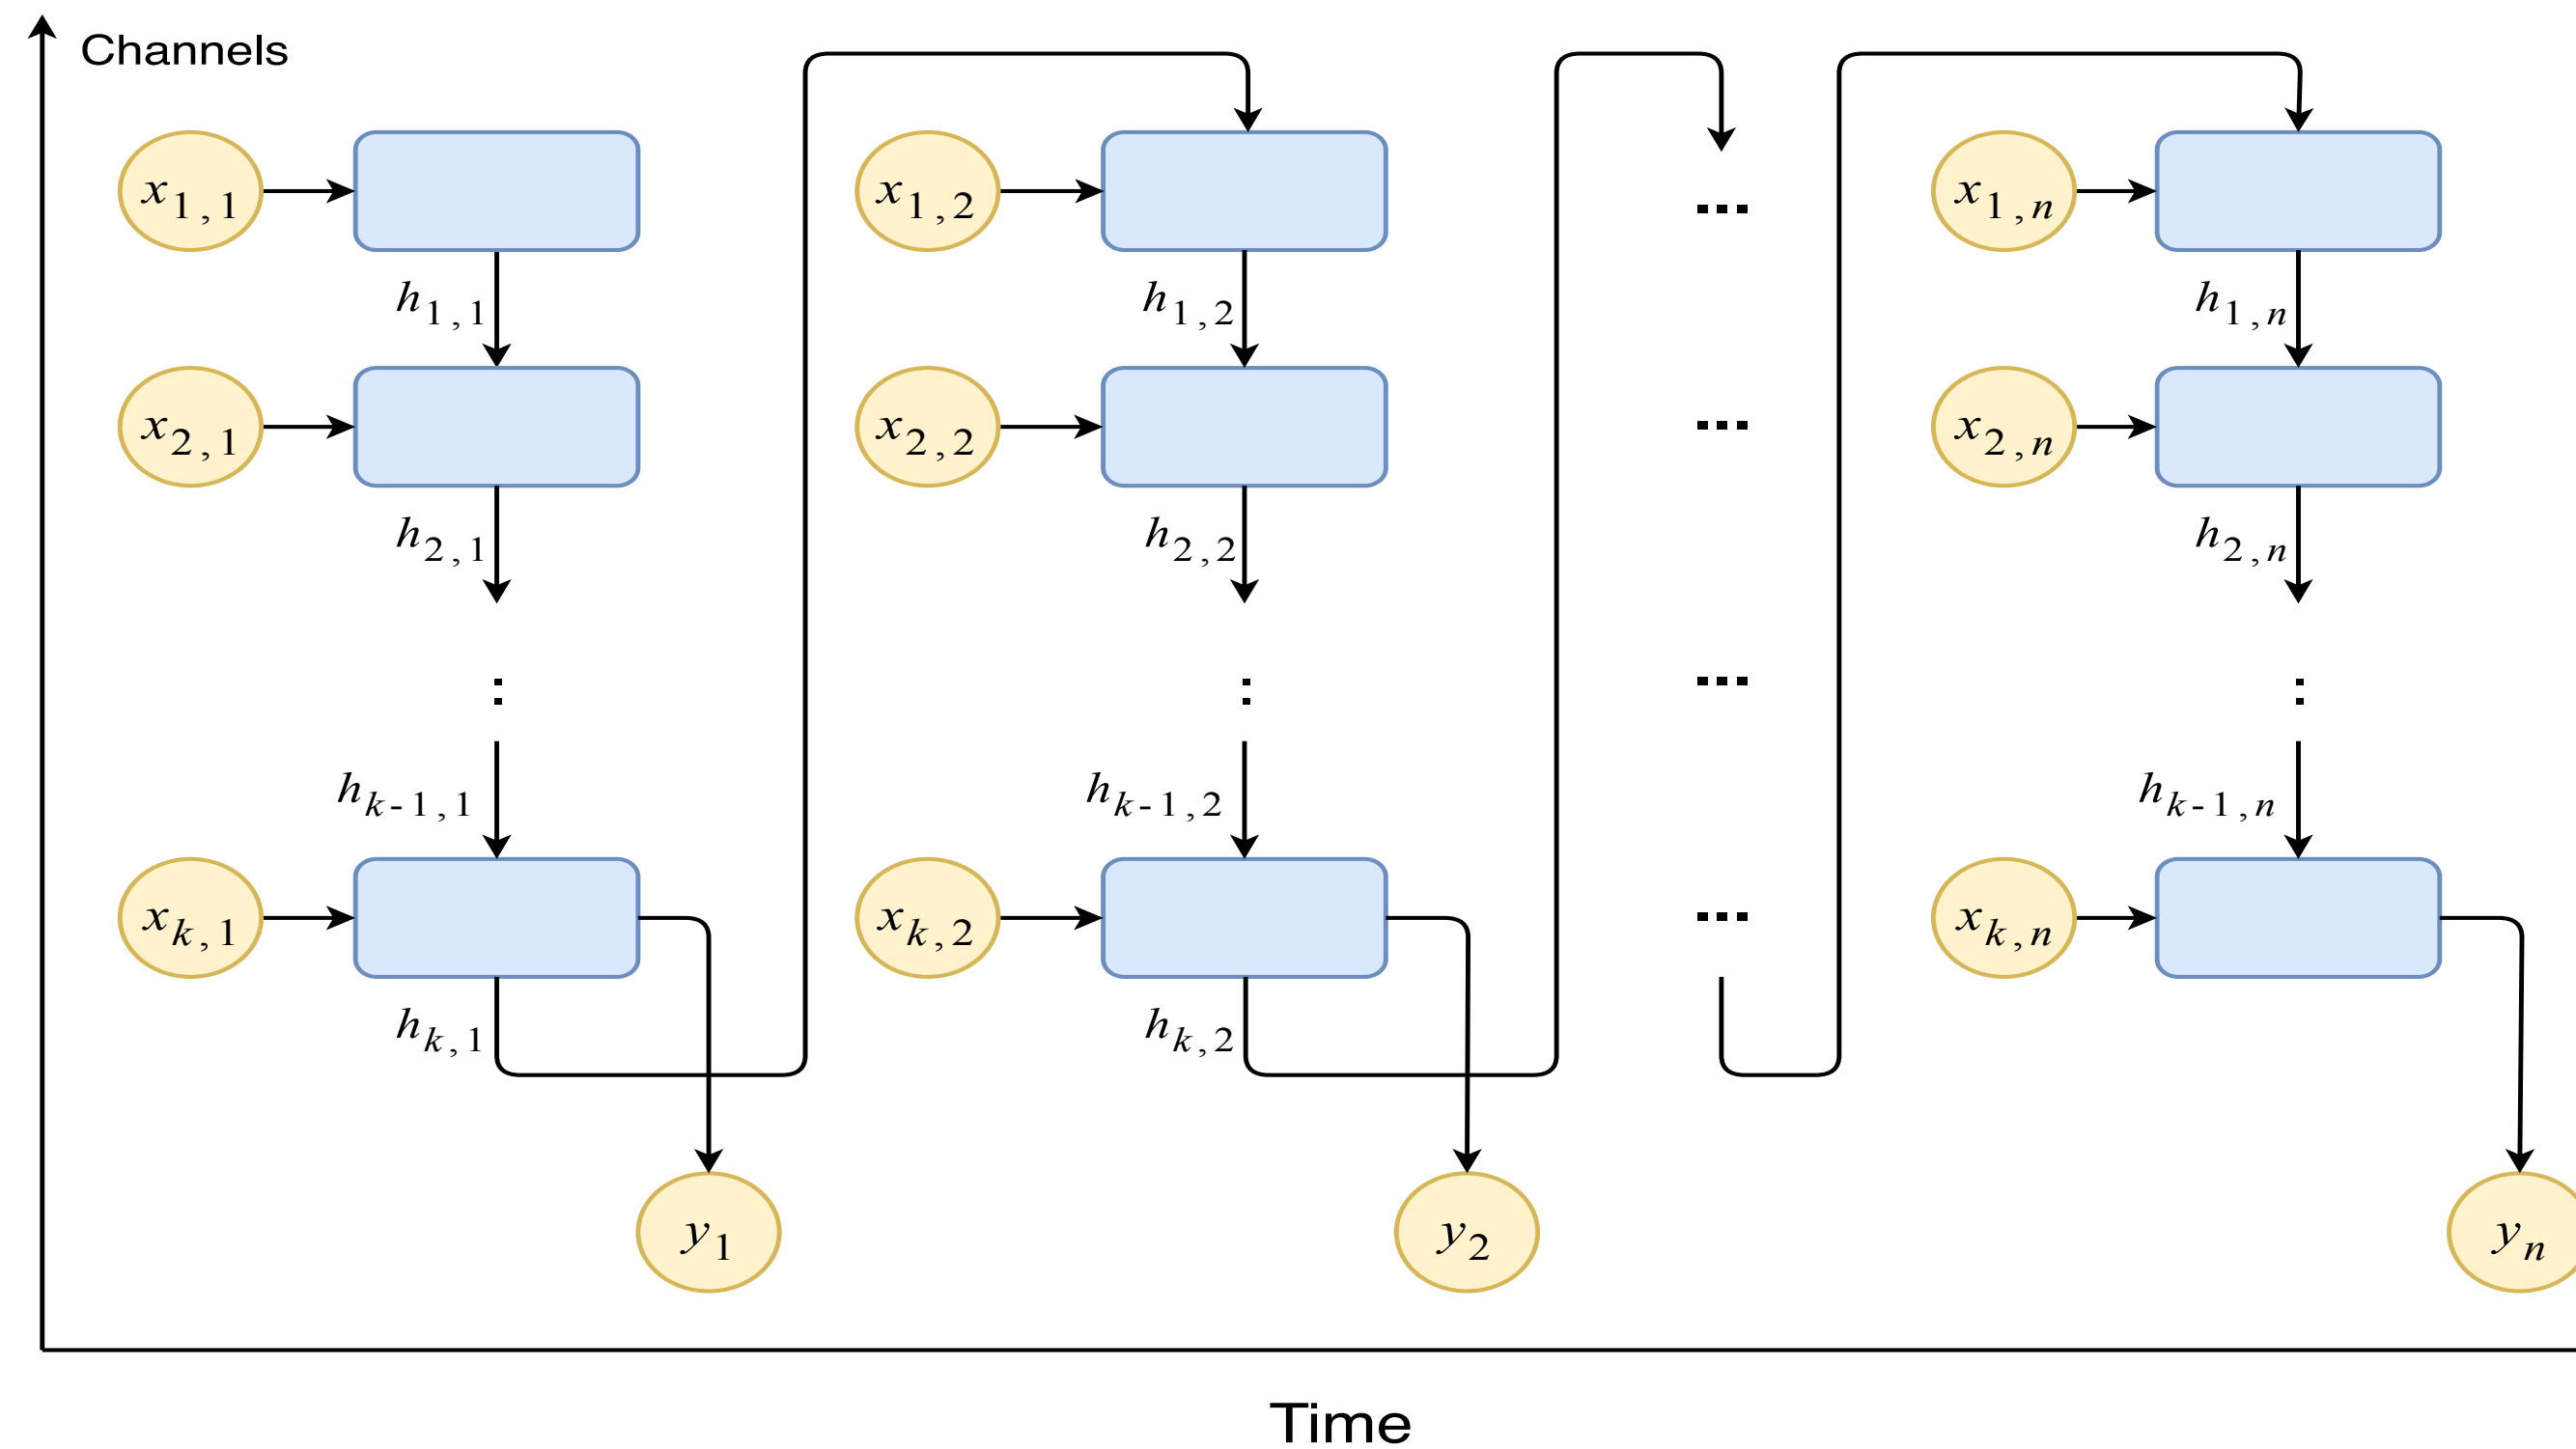 Channels
x1,1 x1,2 ... x1,n
h1,1 h1,2 h1,n
x2,1 x2,2 ... x2,n
h2,1 h2,2 h2,n
: : ... :
hk-1,1 hk-1,2 hk-1,n
xk,1 xk,2 ... xk,n
hk,1 hk,2
y1 y2 yn
Time